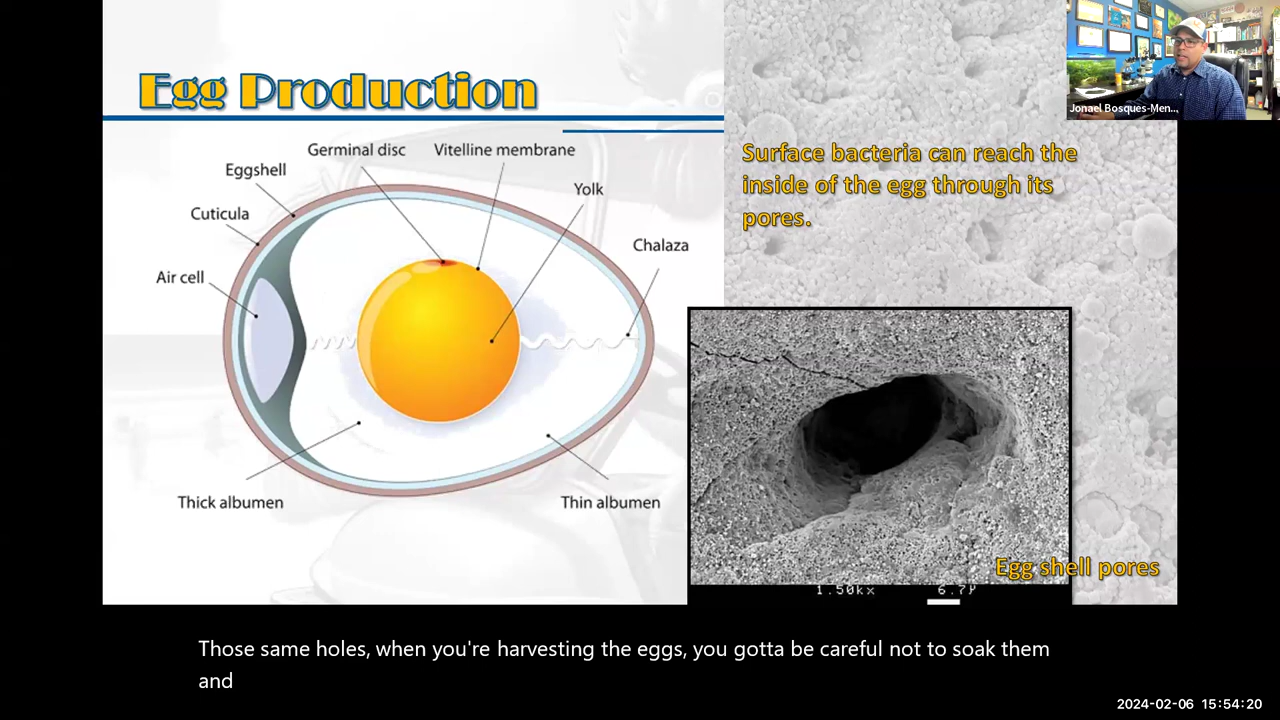 Egg Production
Germinal disc
Vitelline membrane
Eggshell
Yolk
Cuticula
Chalaza
Air cell
Thick albumen
Thin albumen
Surface bacteria can reach the
inside of the egg through its
pores.
Egg shell pores
1.50kx
6.7µ
Jonael Bosques-Men...
Those same holes, when you're harvesting the eggs, you gotta be careful not to soak them
and
2024-02-06 15:54:20